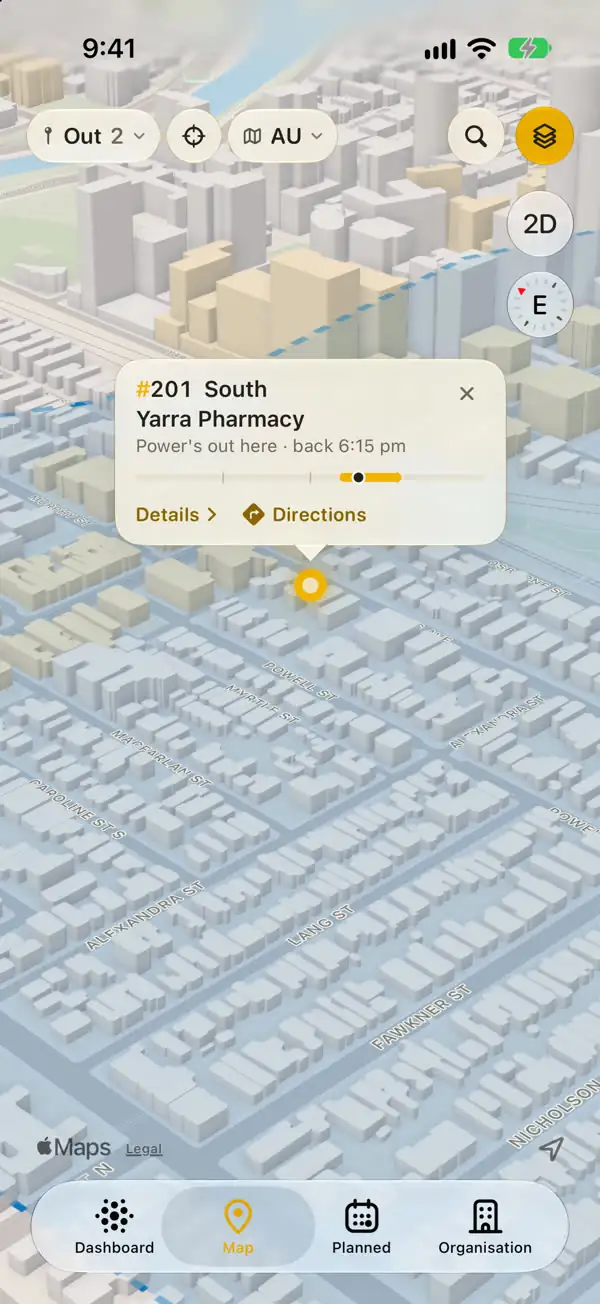 9:41
Out 2
AU
2D
E
#201 South
Yarra Pharmacy
Power's out here · back 6:15 pm
Details
Directions
POWELL ST
MYRTLE ST
ALEXANDRA ST
MACFARLAN ST
CAROLINE ST S
ALEXANDRA ST
LANG ST
FAWKNER ST
NICHOLSON
Maps Legal
Dashboard
Map
Planned
Organisation